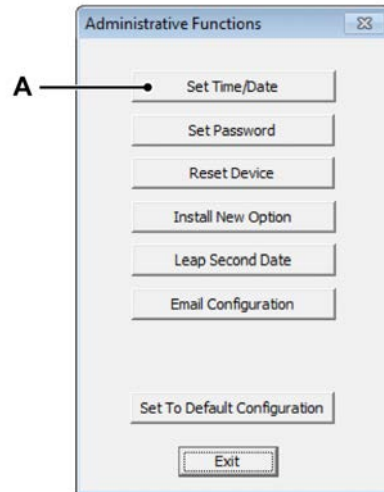 Administrative Functions
A
Set Time/Date
Set Password
Reset Device
Install New Option
Leap Second Date
Email Configuration
Set To Default Configuration
Exit